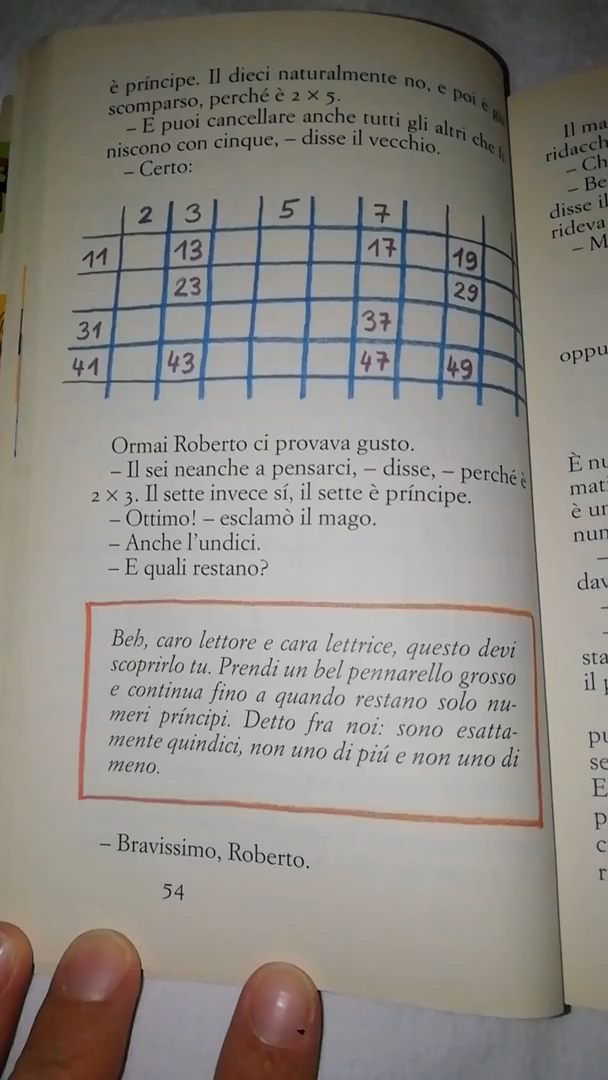 è príncipe. Il dieci naturalmente no, e poi è
scomparso, perché è 2 × 5.
– E puoi cancellare anche tutti gli altri che
niscono con cinque, – disse il vecchio.
– Certo:
2 3 5 7
11 13 17 19
23 29
31 37
41 43 47 49
Ormai Roberto ci provava gusto.
– Il sei neanche a pensarci, – disse, – perché è
2 × 3. Il sette invece sí, il sette è príncipe.
– Ottimo! – esclamò il mago.
– Anche l'undici.
– E quali restano?
Beh, caro lettore e cara lettrice, questo devi
scoprirlo tu. Prendi un bel pennarello grosso
e continua fino a quando restano solo nu-
meri príncipi. Detto fra noi: sono esatta-
mente quindici, non uno di piú e non uno di
meno.
– Bravissimo, Roberto.
54
Il ma
ridacch
– Ch
– Be
disse il
rideva
– M
oppu
È nu
mati
è ur
nun
–
dav
–
–
sta
il
pu
se
E
p
c
r